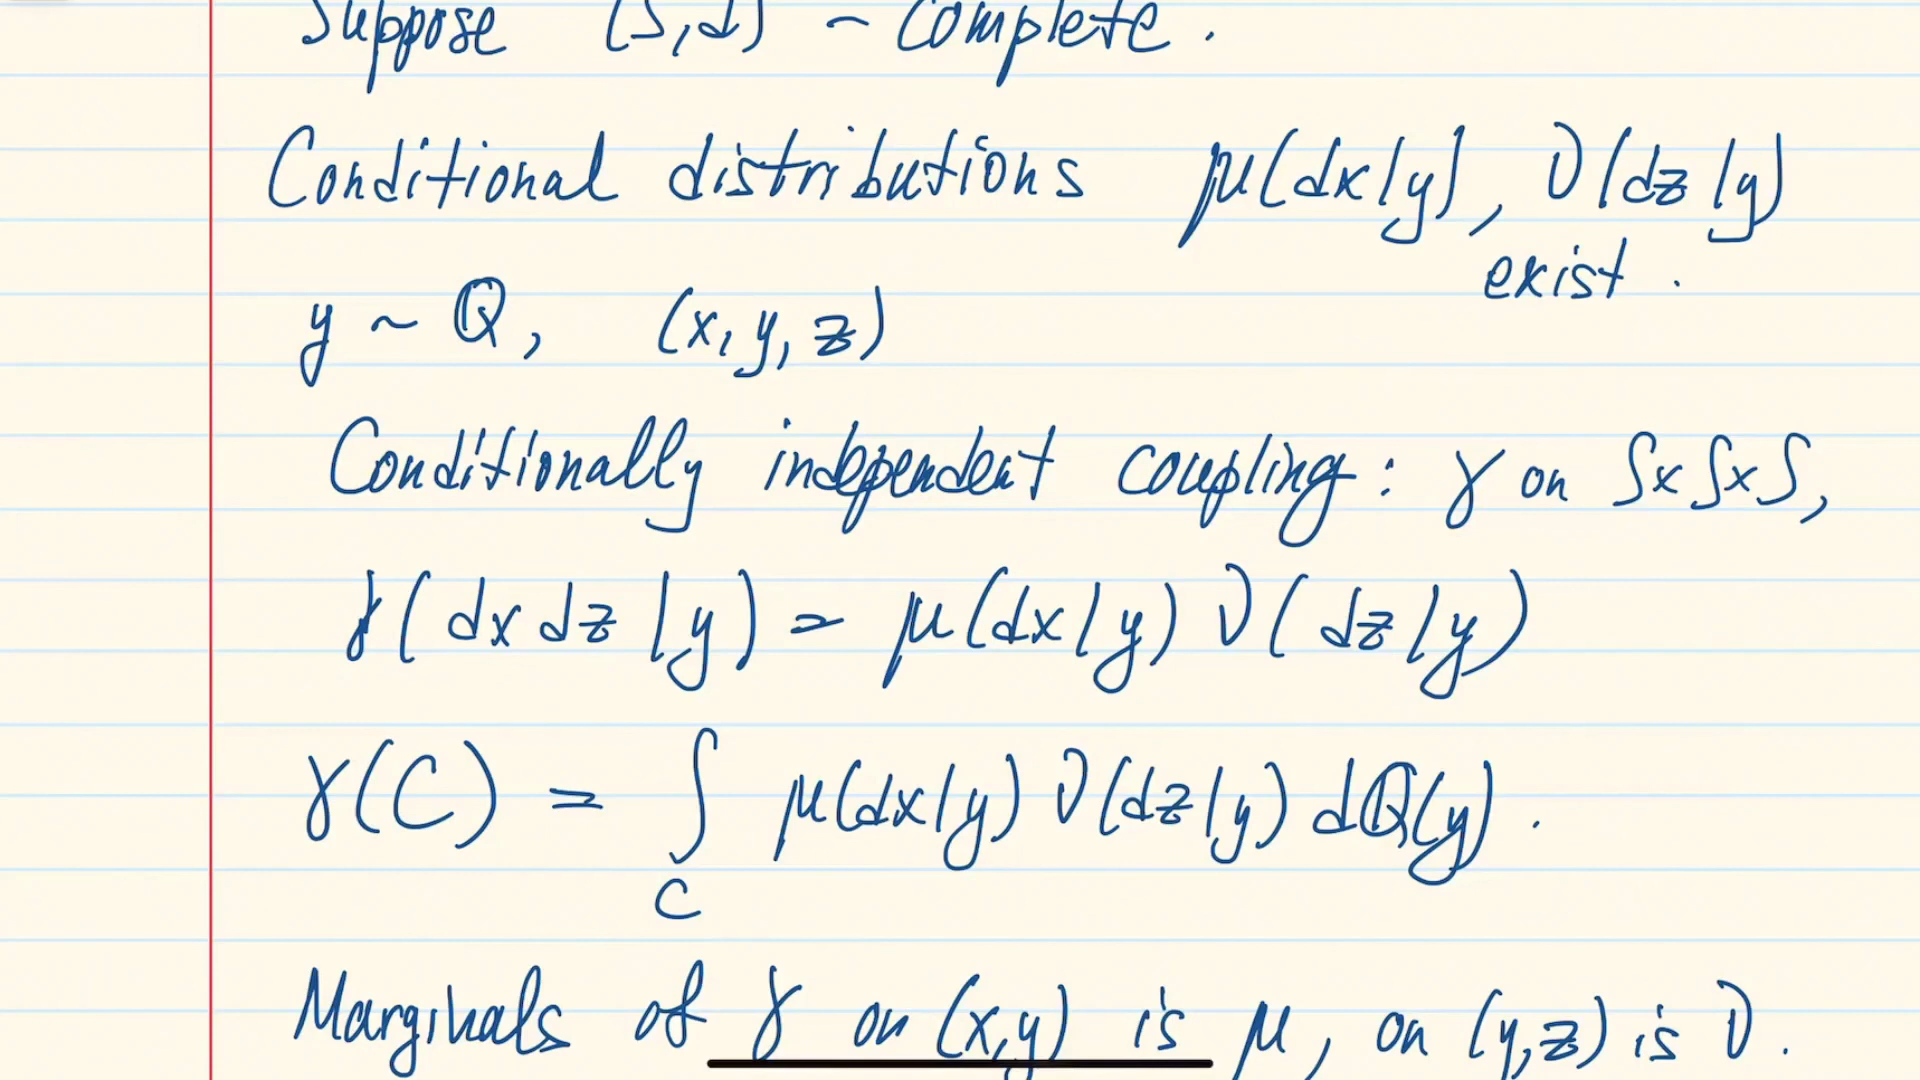 Suppose (S,d) – complete.
Conditional distributions μ(dx|y), ν(dz|y)
exist.
y ~ Q, (x, y, z)
Conditionally independent coupling: γ on S×S×S,
γ(dx dz|y) = μ(dx|y) ν(dz|y)
γ(C) = ∫ μ(dx|y) ν(dz|y) dQ(y).
C
Marginals of γ on (x,y) is μ, on (y,z) is ν.